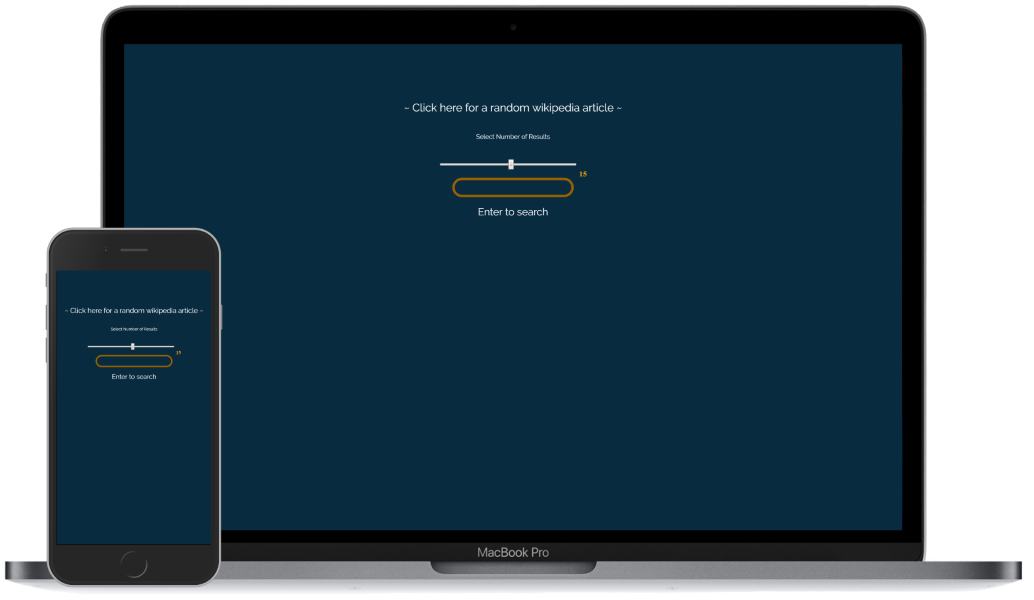 ~ Click here for a random wikipedia article ~
Select Number of Results
15
Enter to search
MacBook Pro
~ Click here for a random wikipedia article ~
Select Number of Results
15
Enter to search